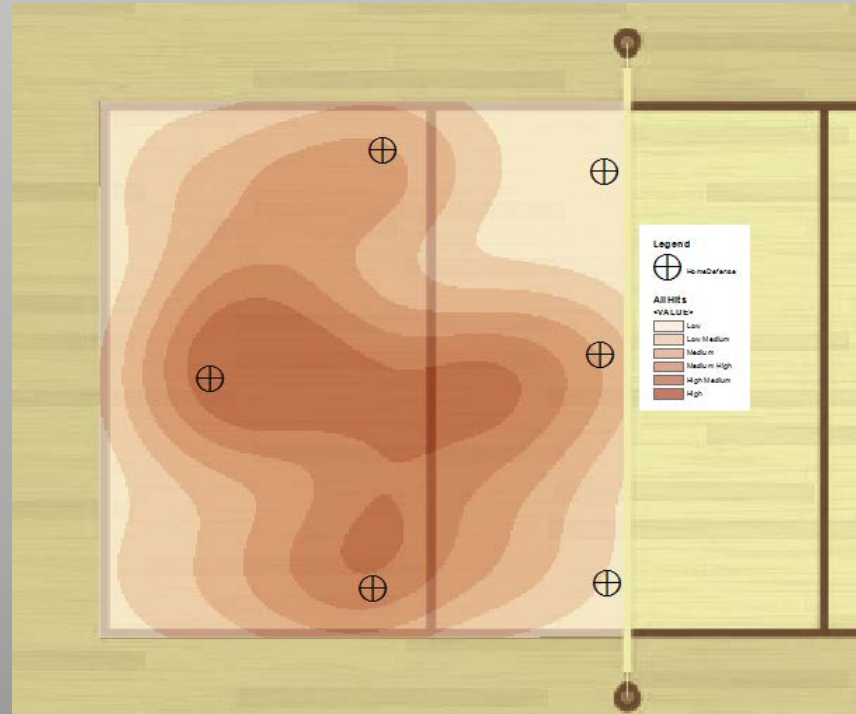 Legend
HomeDefense
All Hits
<VALUE>
Low
Low Medium
Medium
Medium High
High Medium
High